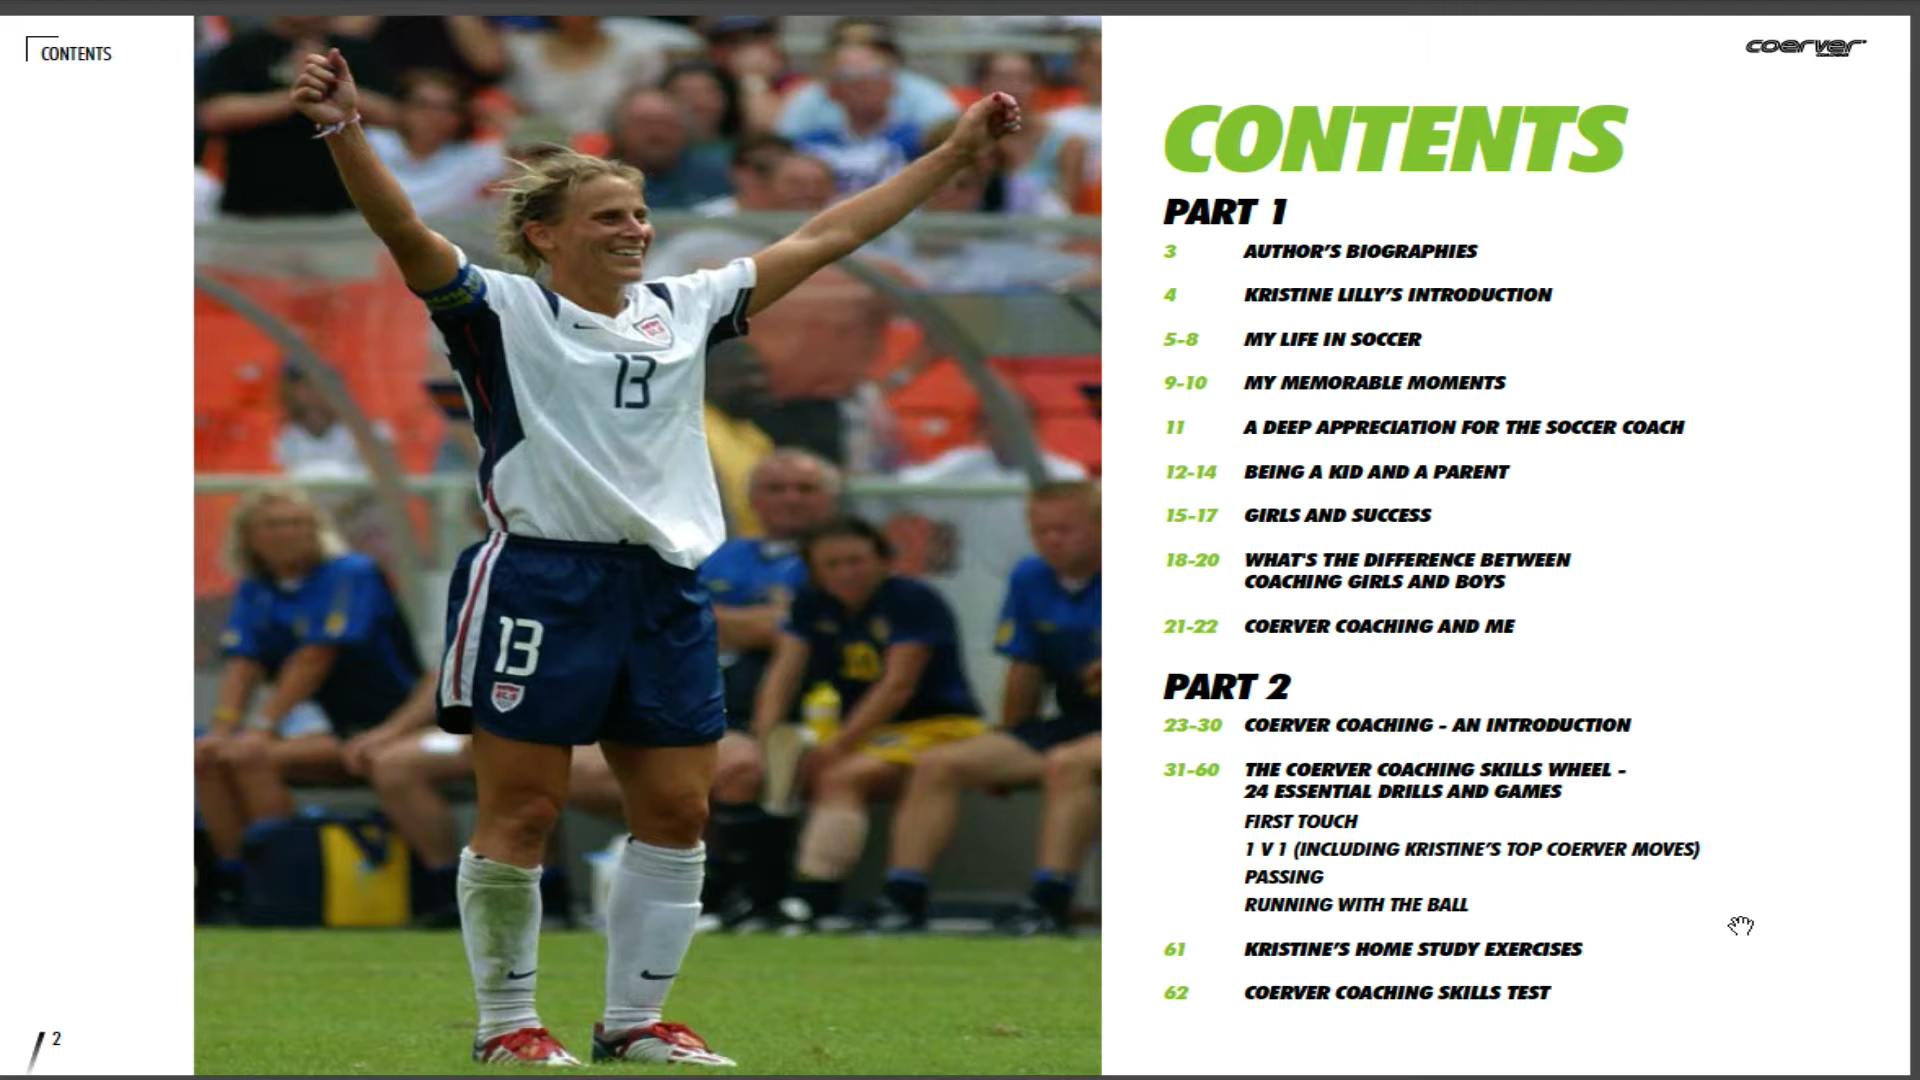 CONTENTS
coerver
CONTENTS
PART 1
3 AUTHOR'S BIOGRAPHIES
4 KRISTINE LILLY'S INTRODUCTION
5-8 MY LIFE IN SOCCER
9-10 MY MEMORABLE MOMENTS
11 A DEEP APPRECIATION FOR THE SOCCER COACH
12-14 BEING A KID AND A PARENT
15-17 GIRLS AND SUCCESS
18-20 WHAT'S THE DIFFERENCE BETWEEN
COACHING GIRLS AND BOYS
21-22 COERVER COACHING AND ME
PART 2
23-30 COERVER COACHING - AN INTRODUCTION
31-60 THE COERVER COACHING SKILLS WHEEL -
24 ESSENTIAL DRILLS AND GAMES
FIRST TOUCH
1 V 1 (INCLUDING KRISTINE'S TOP COERVER MOVES)
PASSING
RUNNING WITH THE BALL
61 KRISTINE'S HOME STUDY EXERCISES
62 COERVER COACHING SKILLS TEST
13
13
2